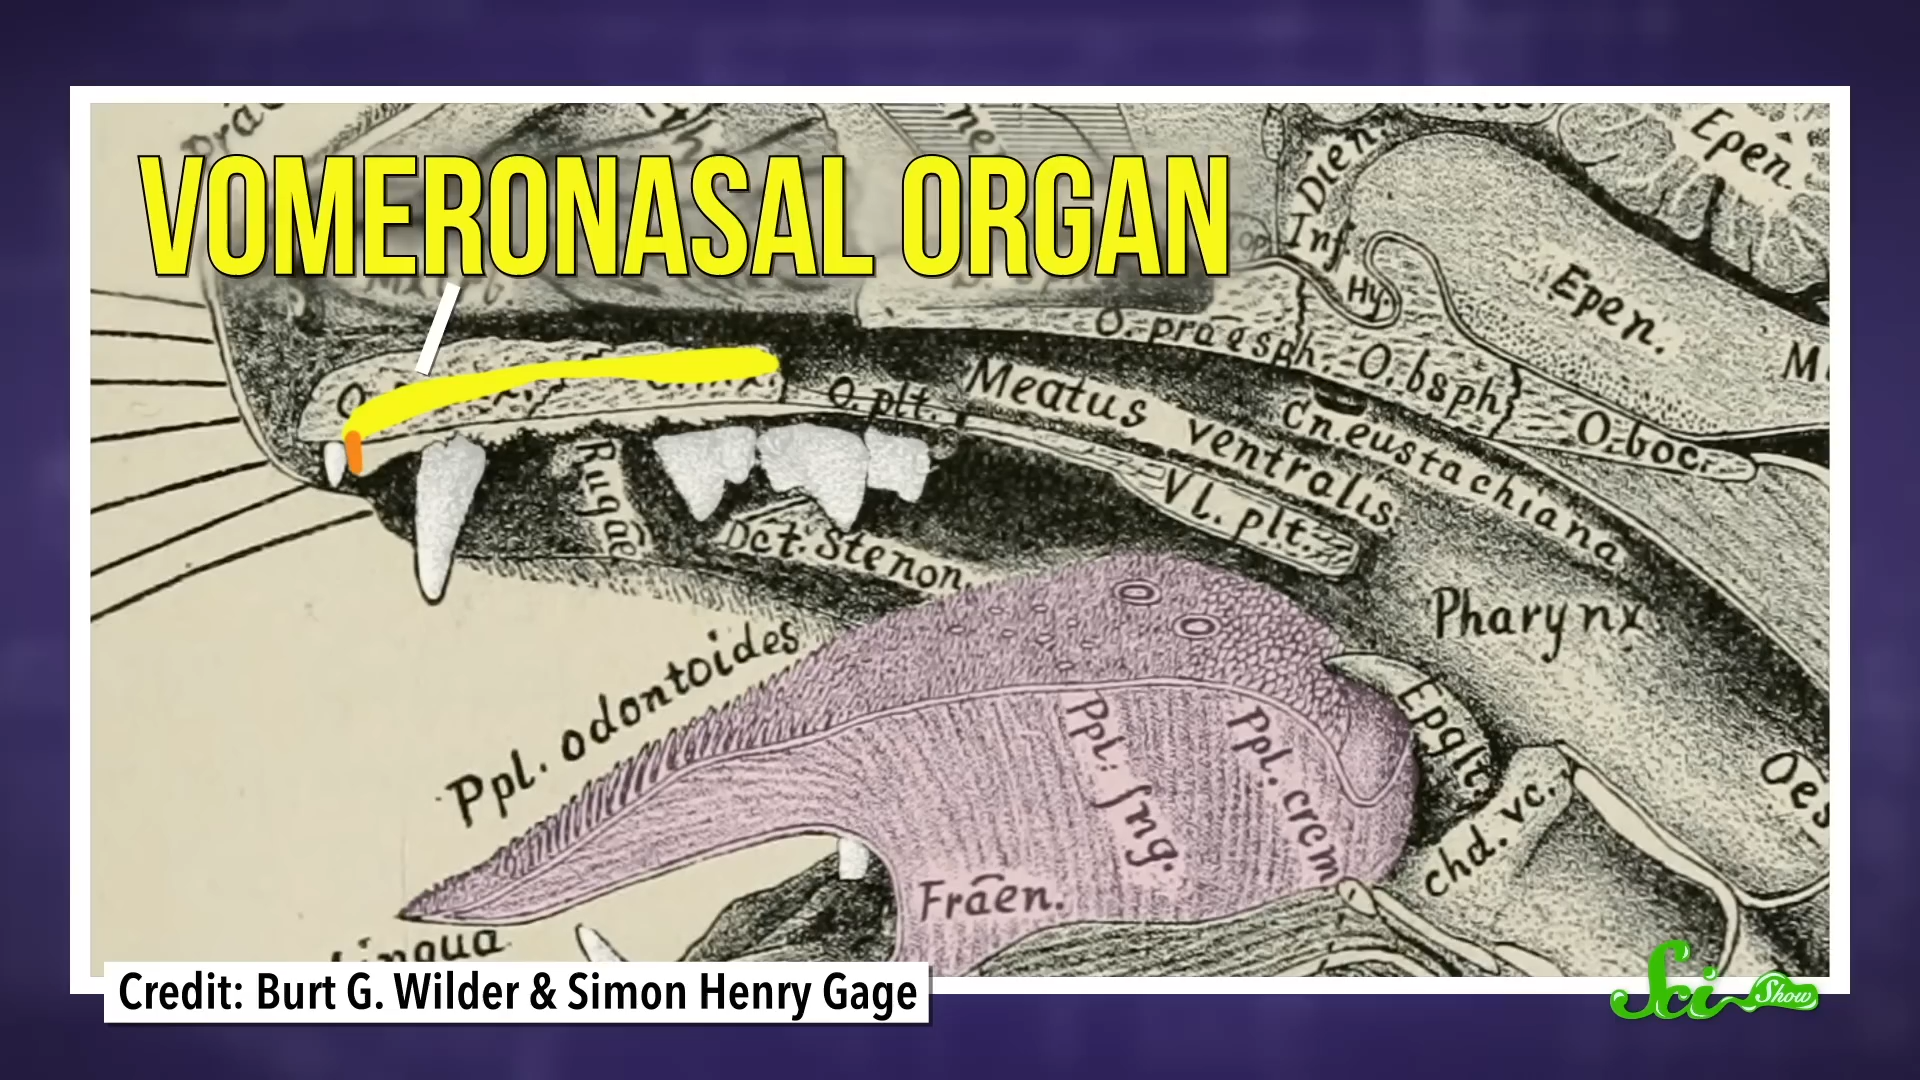 VOMERONASAL ORGAN
Dien.
Epen.
Inf.
Hy.
Epen.
O. praesph.
O. bsph.
O. boc.
O. plt.
Meatus ventralis.
Cn. eustachiana.
Rugae
Vl. plt.
Dct. Stenon.
Pharynx
Ppl. odontoides
Epglt.
Ppl. fng.
Ppl. crcm
Oes
chd. vc.
Fraen.
Lingua
Credit: Burt G. Wilder & Simon Henry Gage
Sci Show